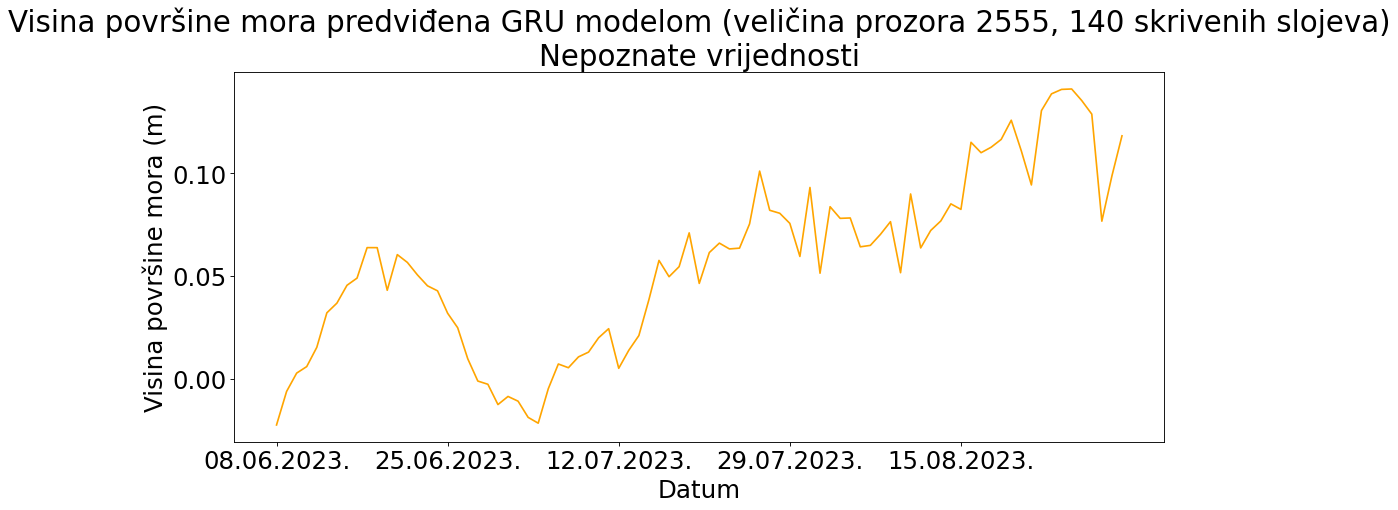 Visina površine mora predviđena GRU modelom (veličina prozora 2555, 140 skrivenih slojeva)
Nepoznate vrijednosti
Visina površine mora (m)
0.10
0.05
0.00
08.06.2023. 25.06.2023. 12.07.2023. 29.07.2023. 15.08.2023.
Datum